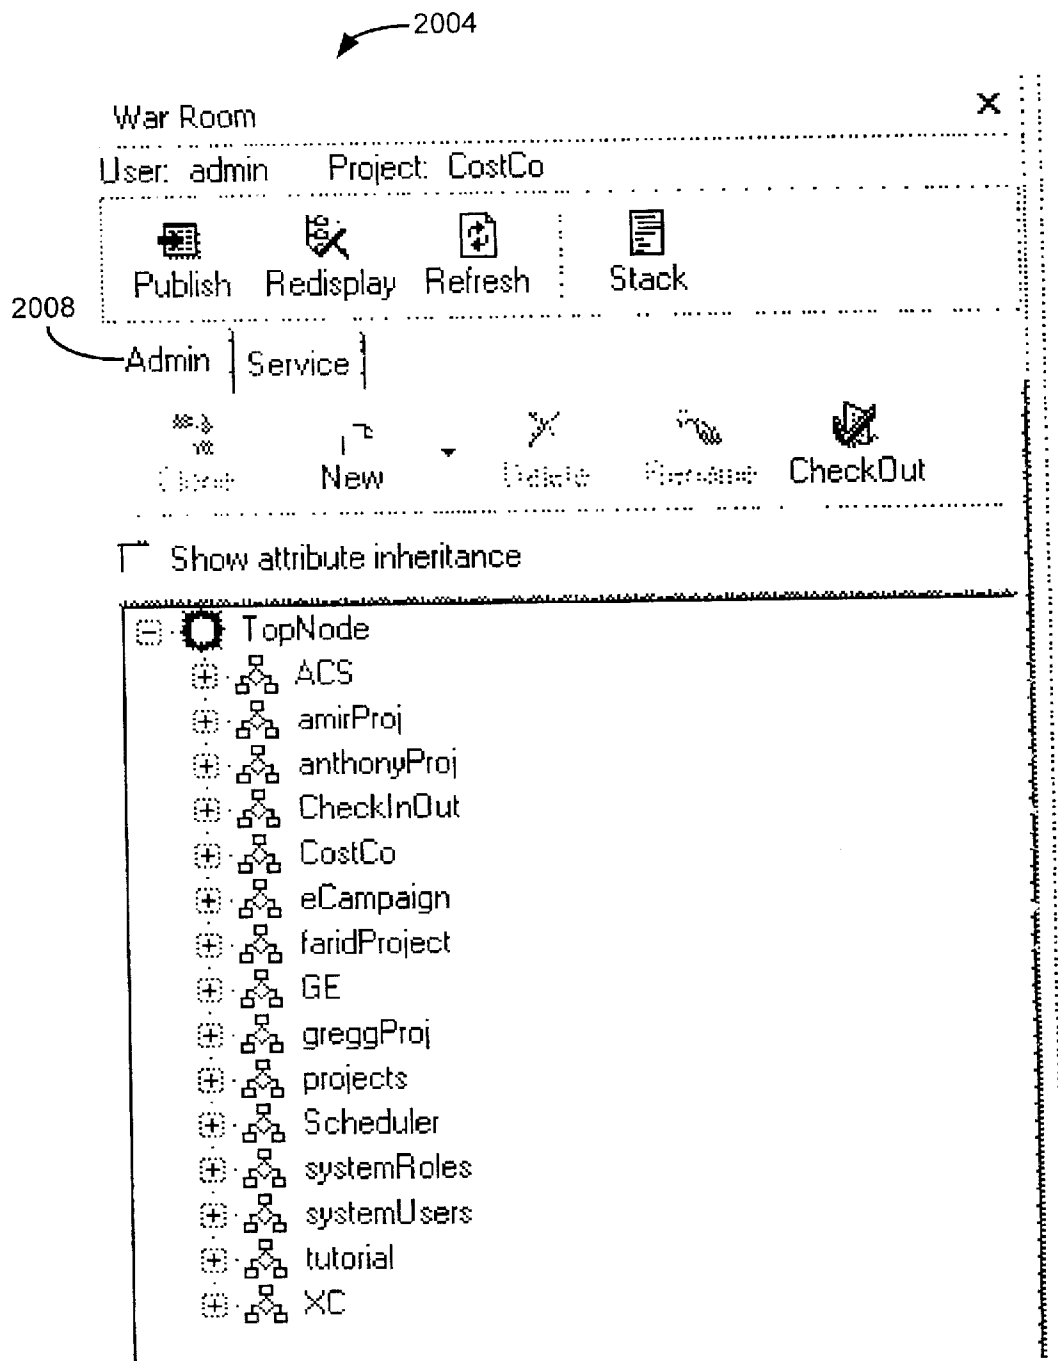 2004
War Room
User: admin Project: CostCo
Publish Redisplay Refresh Stack
2008
Admin Service
New Delete CheckOut
Show attribute inheritance
TopNode
ACS
amirProj
anthonyProj
CheckInOut
CostCo
eCampaign
faridProject
GE
greggProj
projects
Scheduler
systemRoles
systemUsers
tutorial
XC